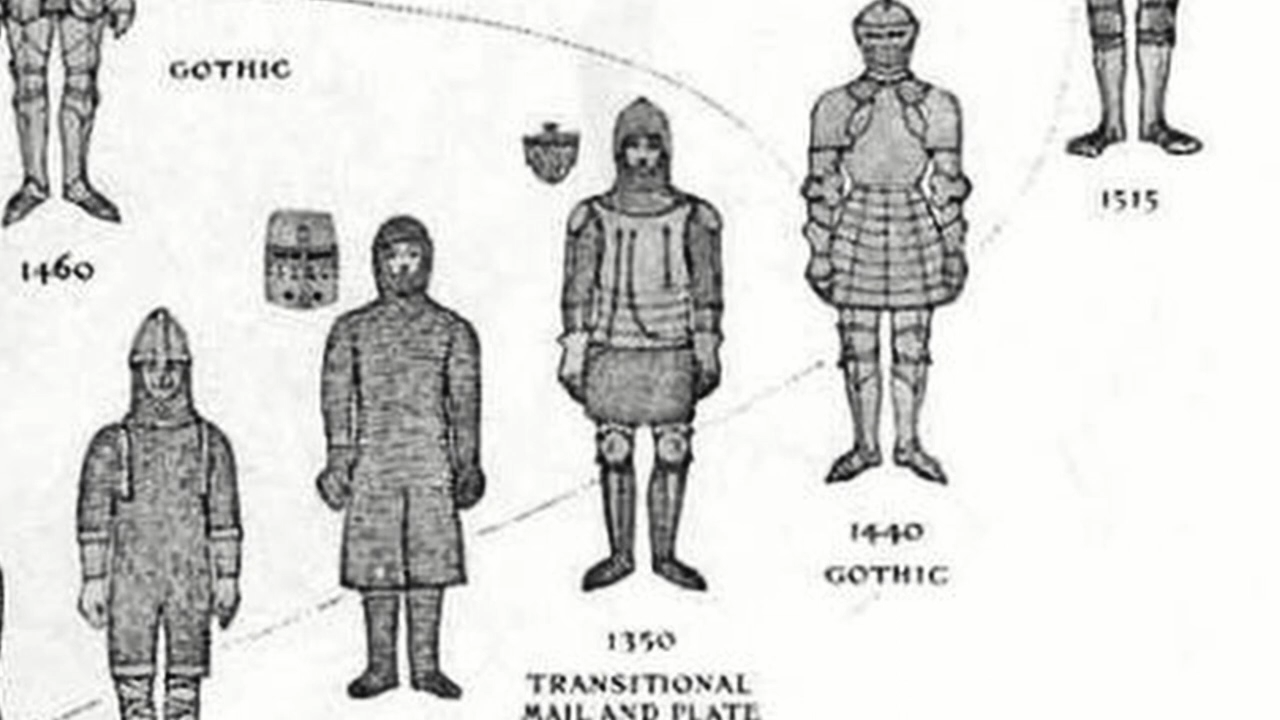 GOTHIC
1460
1515
1440
GOTHIC
1350
TRANSITIONAL
MAIL AND PLATE